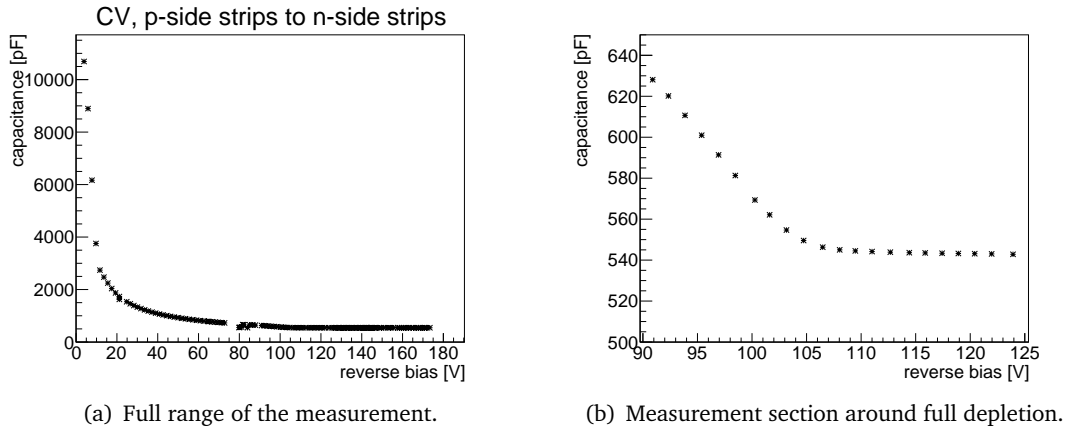 CV, p-side strips to n-side strips
capacitance [pF]
10000
8000
6000
4000
2000
0
0 20 40 60 80 100 120 140 160 180
reverse bias [V]
(a) Full range of the measurement.
capacitance [pF]
640
620
600
580
560
540
520
500
90 95 100 105 110 115 120 125
reverse bias [V]
(b) Measurement section around full depletion.